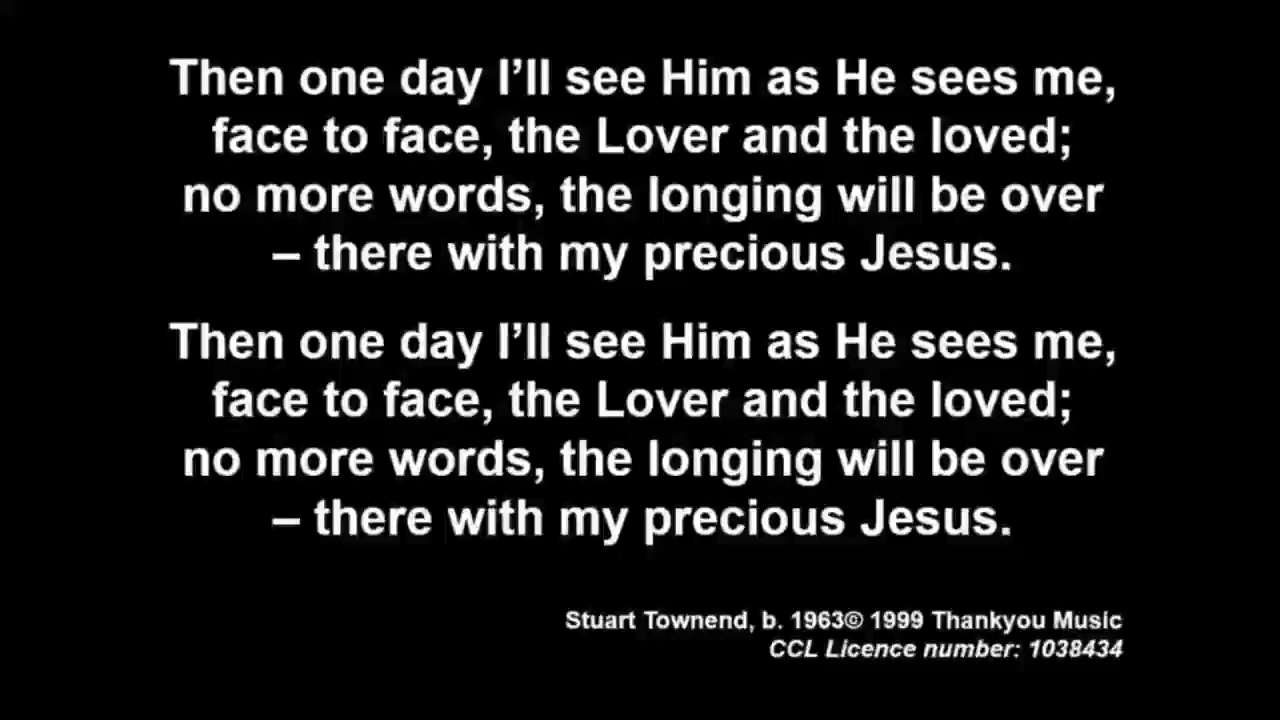 Then one day I’ll see Him as He sees me,
face to face, the Lover and the loved;
no more words, the longing will be over
– there with my precious Jesus.
Then one day I’ll see Him as He sees me,
face to face, the Lover and the loved;
no more words, the longing will be over
– there with my precious Jesus.
Stuart Townend, b. 1963© 1999 Thankyou Music
CCL Licence number: 1038434